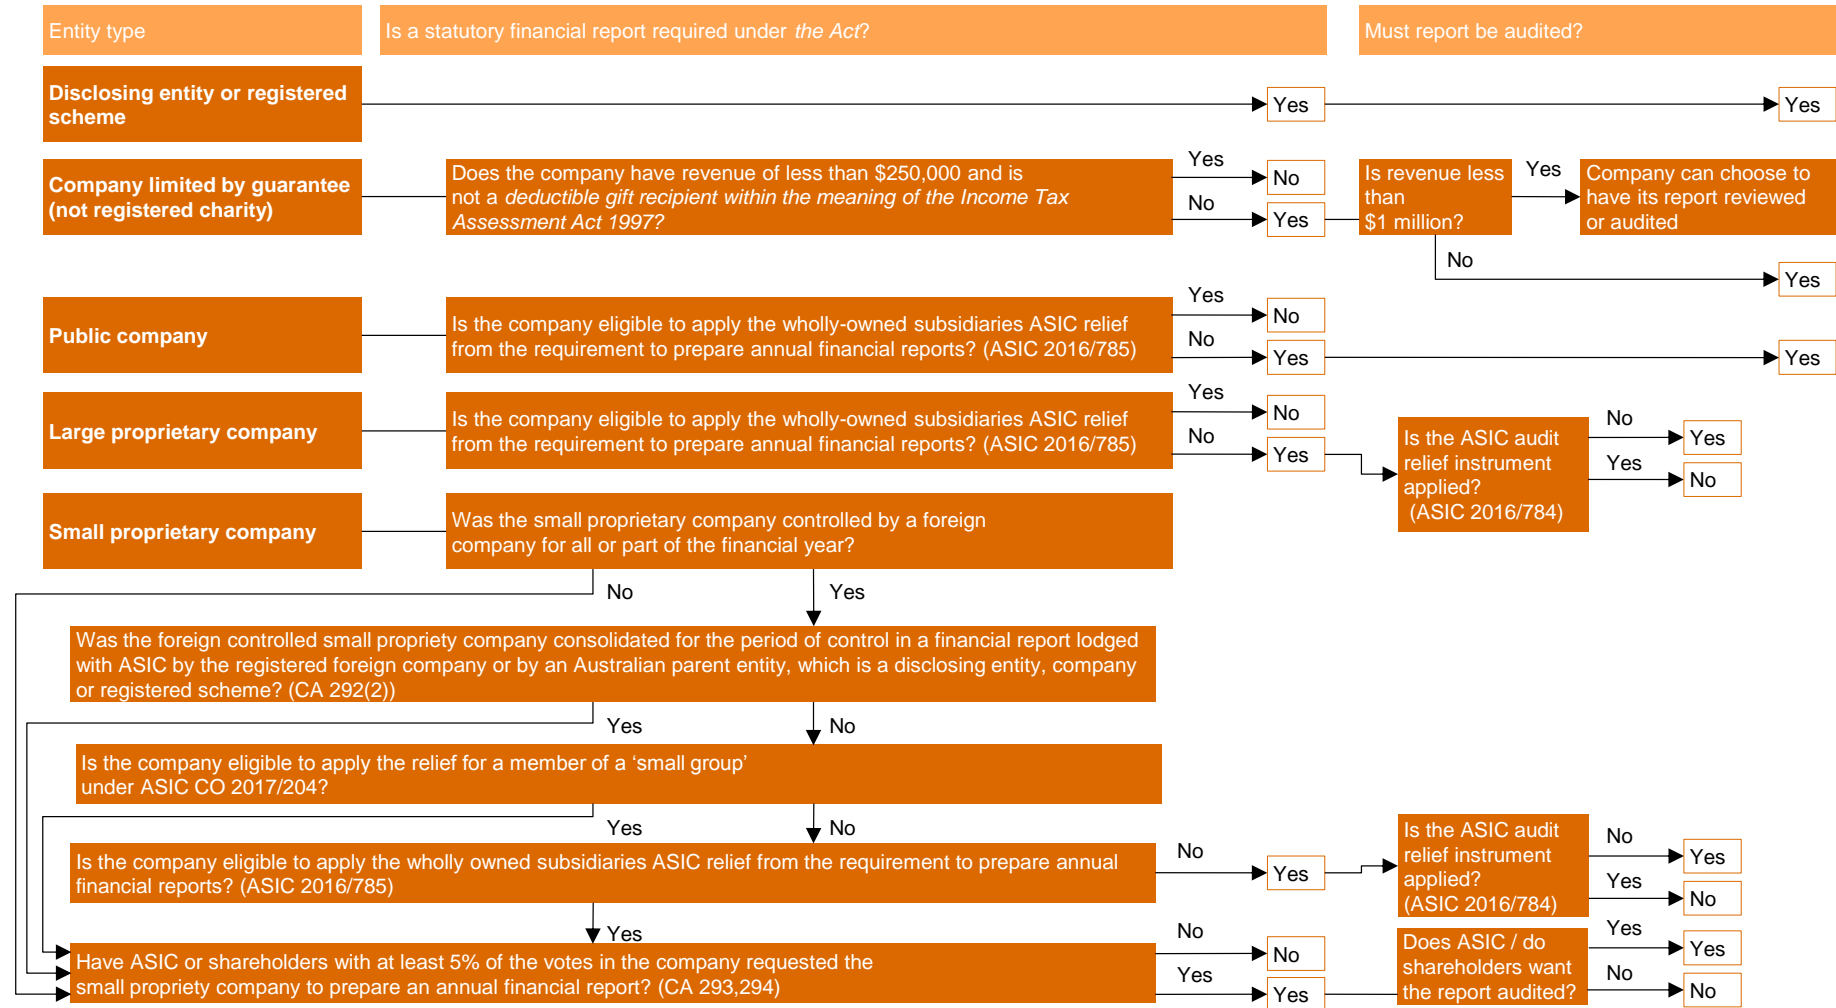 Entity type
Is a statutory financial report required under the Act?
Must report be audited?
Disclosing entity or registered
scheme
Yes
Yes
Company limited by guarantee
(not registered charity)
Does the company have revenue of less than $250,000 and is
not a deductible gift recipient within the meaning of the Income Tax
Assessment Act 1997?
Yes
No
No
Yes
Is revenue less
than
$1 million?
Yes
Company can choose to
have its report reviewed
or audited
No
Yes
Public company
Is the company eligible to apply the wholly-owned subsidiaries ASIC relief
from the requirement to prepare annual financial reports? (ASIC 2016/785)
Yes
No
No
Yes
Yes
Large proprietary company
Is the company eligible to apply the wholly-owned subsidiaries ASIC relief
from the requirement to prepare annual financial reports? (ASIC 2016/785)
Yes
No
No
Yes
Is the ASIC audit
relief instrument
applied?
(ASIC 2016/784)
No
Yes
Yes
No
Small proprietary company
Was the small proprietary company controlled by a foreign
company for all or part of the financial year?
No
Yes
Was the foreign controlled small propriety company consolidated for the period of control in a financial report lodged
with ASIC by the registered foreign company or by an Australian parent entity, which is a disclosing entity, company
or registered scheme? (CA 292(2))
Yes
No
Is the company eligible to apply the relief for a member of a ‘small group’
under ASIC CO 2017/204?
Yes
No
Is the company eligible to apply the wholly owned subsidiaries ASIC relief from the requirement to prepare annual
financial reports? (ASIC 2016/785)
No
Yes
Is the ASIC audit
relief instrument
applied?
(ASIC 2016/784)
No
Yes
Yes
No
Yes
Have ASIC or shareholders with at least 5% of the votes in the company requested the
small propriety company to prepare an annual financial report? (CA 293,294)
No
No
Yes
Yes
Does ASIC / do
shareholders want
the report audited?
Yes
Yes
No
No